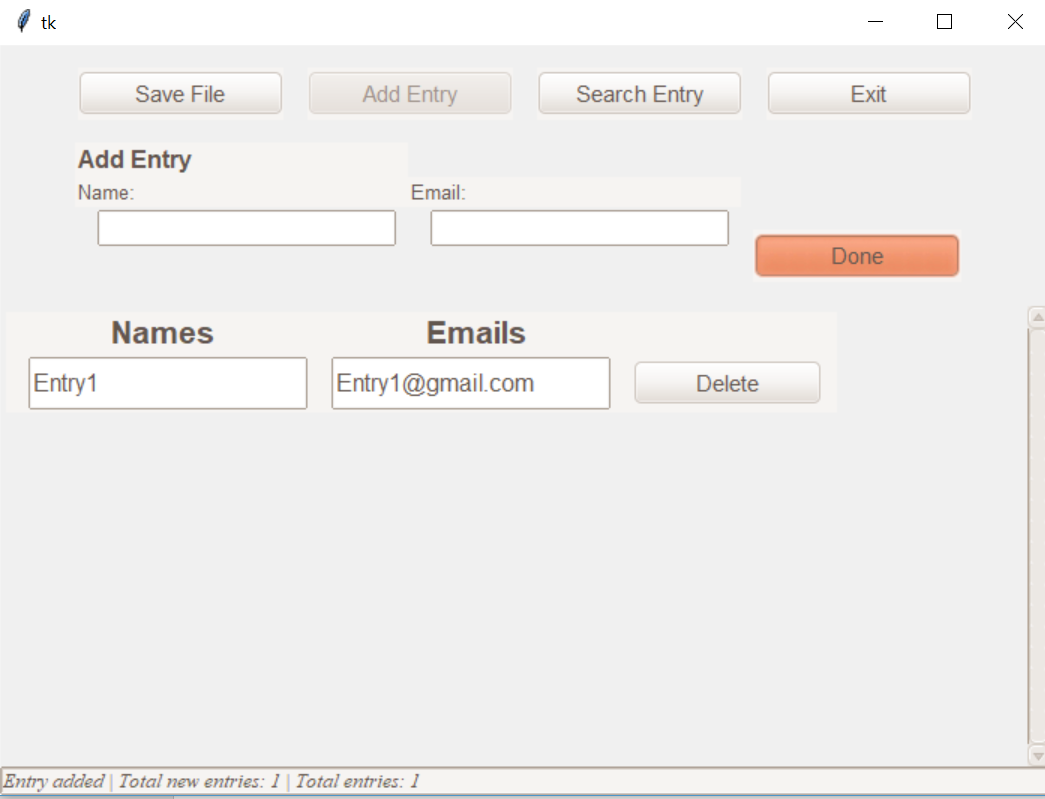 tk
Save File Add Entry Search Entry Exit
Add Entry
Name: Email:
Done
Names Emails
Entry1 Entry1@gmail.com Delete
Entry added | Total new entries: 1 | Total entries: 1